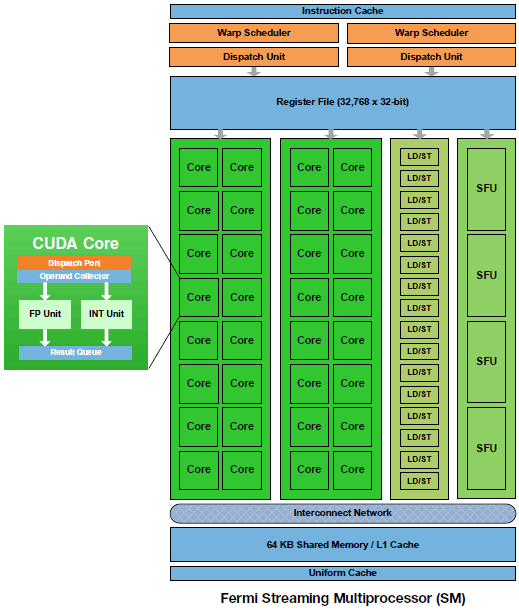 Instruction Cache
Warp Scheduler Warp Scheduler
Dispatch Unit Dispatch Unit
Register File (32,768 x 32-bit)
Core Core Core Core LD/ST SFU
LD/ST
Core Core Core Core LD/ST
LD/ST
Core Core Core Core LD/ST SFU
LD/ST
Core Core Core Core LD/ST
LD/ST
Core Core Core Core LD/ST SFU
LD/ST
Core Core Core Core LD/ST
LD/ST
Core Core Core Core LD/ST SFU
LD/ST
Core Core Core Core LD/ST
LD/ST
CUDA Core
Dispatch Port
Operand Collector
FP Unit INT Unit
Result Queue
Interconnect Network
64 KB Shared Memory / L1 Cache
Uniform Cache
Fermi Streaming Multiprocessor (SM)